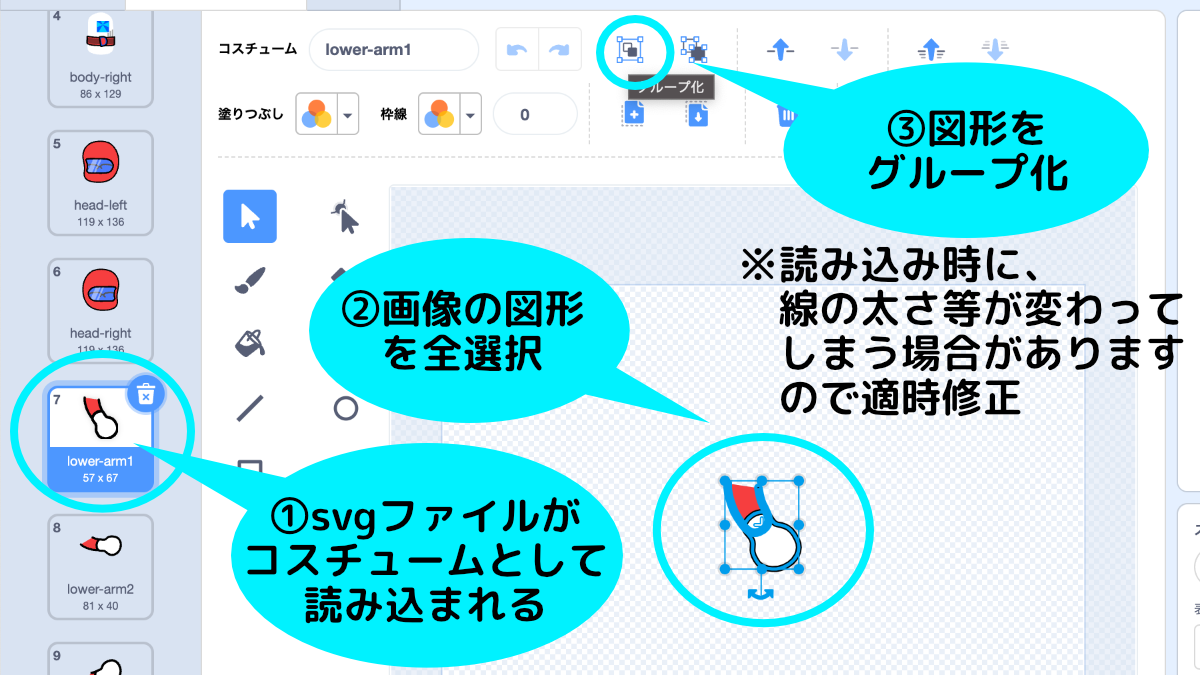 4
body-right
86 x 129
5
head-left
119 x 136
6
head-right
119 x 136
7
lower-arm1
57 x 67
8
lower-arm2
81 x 40
9
コスチューム
lower-arm1
グループ化
塗りつぶし
枠線
0
③図形を
グループ化
②画像の図形
を全選択
※読み込み時に、
線の太さ等が変わって
しまう場合があります
ので適時修正
①svgファイルが
コスチュームとして
読み込まれる